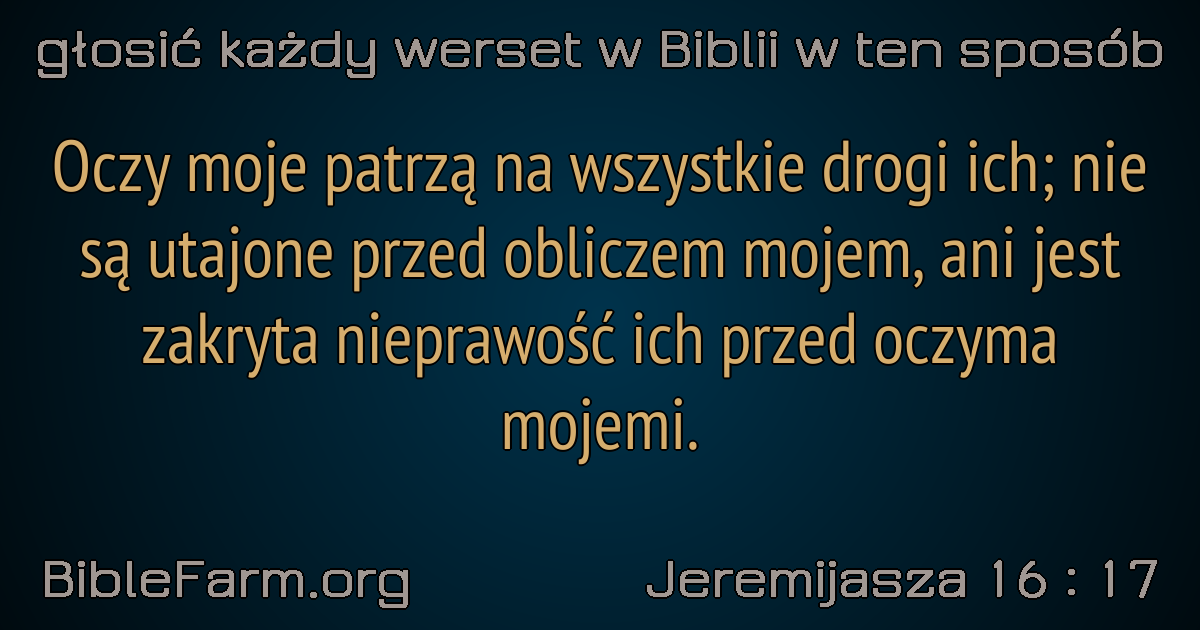 głosić każdy werset w Biblii w ten sposób
Oczy moje patrzą na wszystkie drogi ich; nie
są utajone przed obliczem mojem, ani jest
zakryta nieprawość ich przed oczyma
mojemi.
BibleFarm.org
Jeremijasza 16 : 17